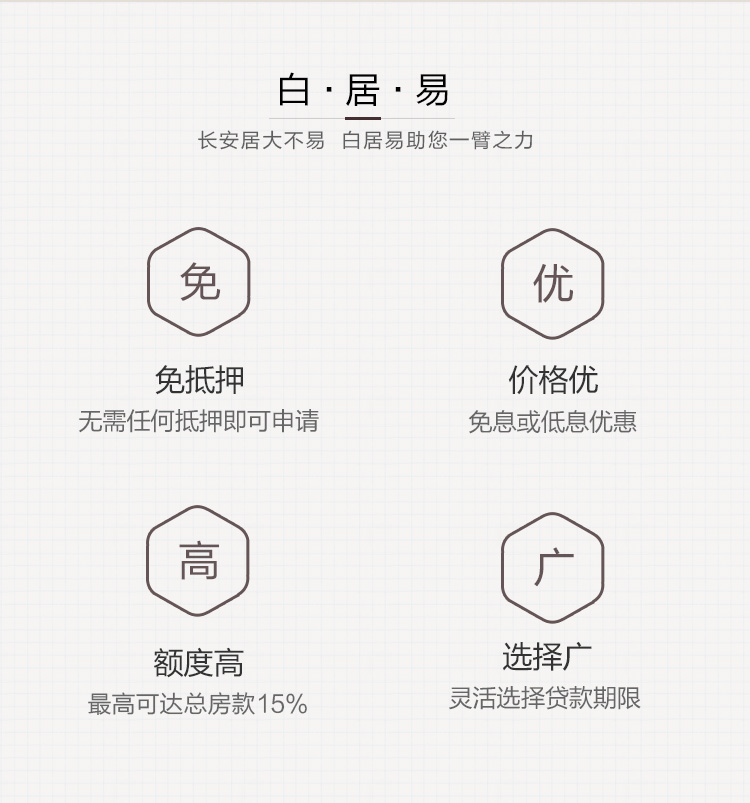 白·居·易
长安居大不易 白居易助您一臂之力
免
优
免抵押
价格优
无需任何抵押即可申请
免息或低息优惠
高
广
额度高
选择广
最高可达总房款15%
灵活选择贷款期限